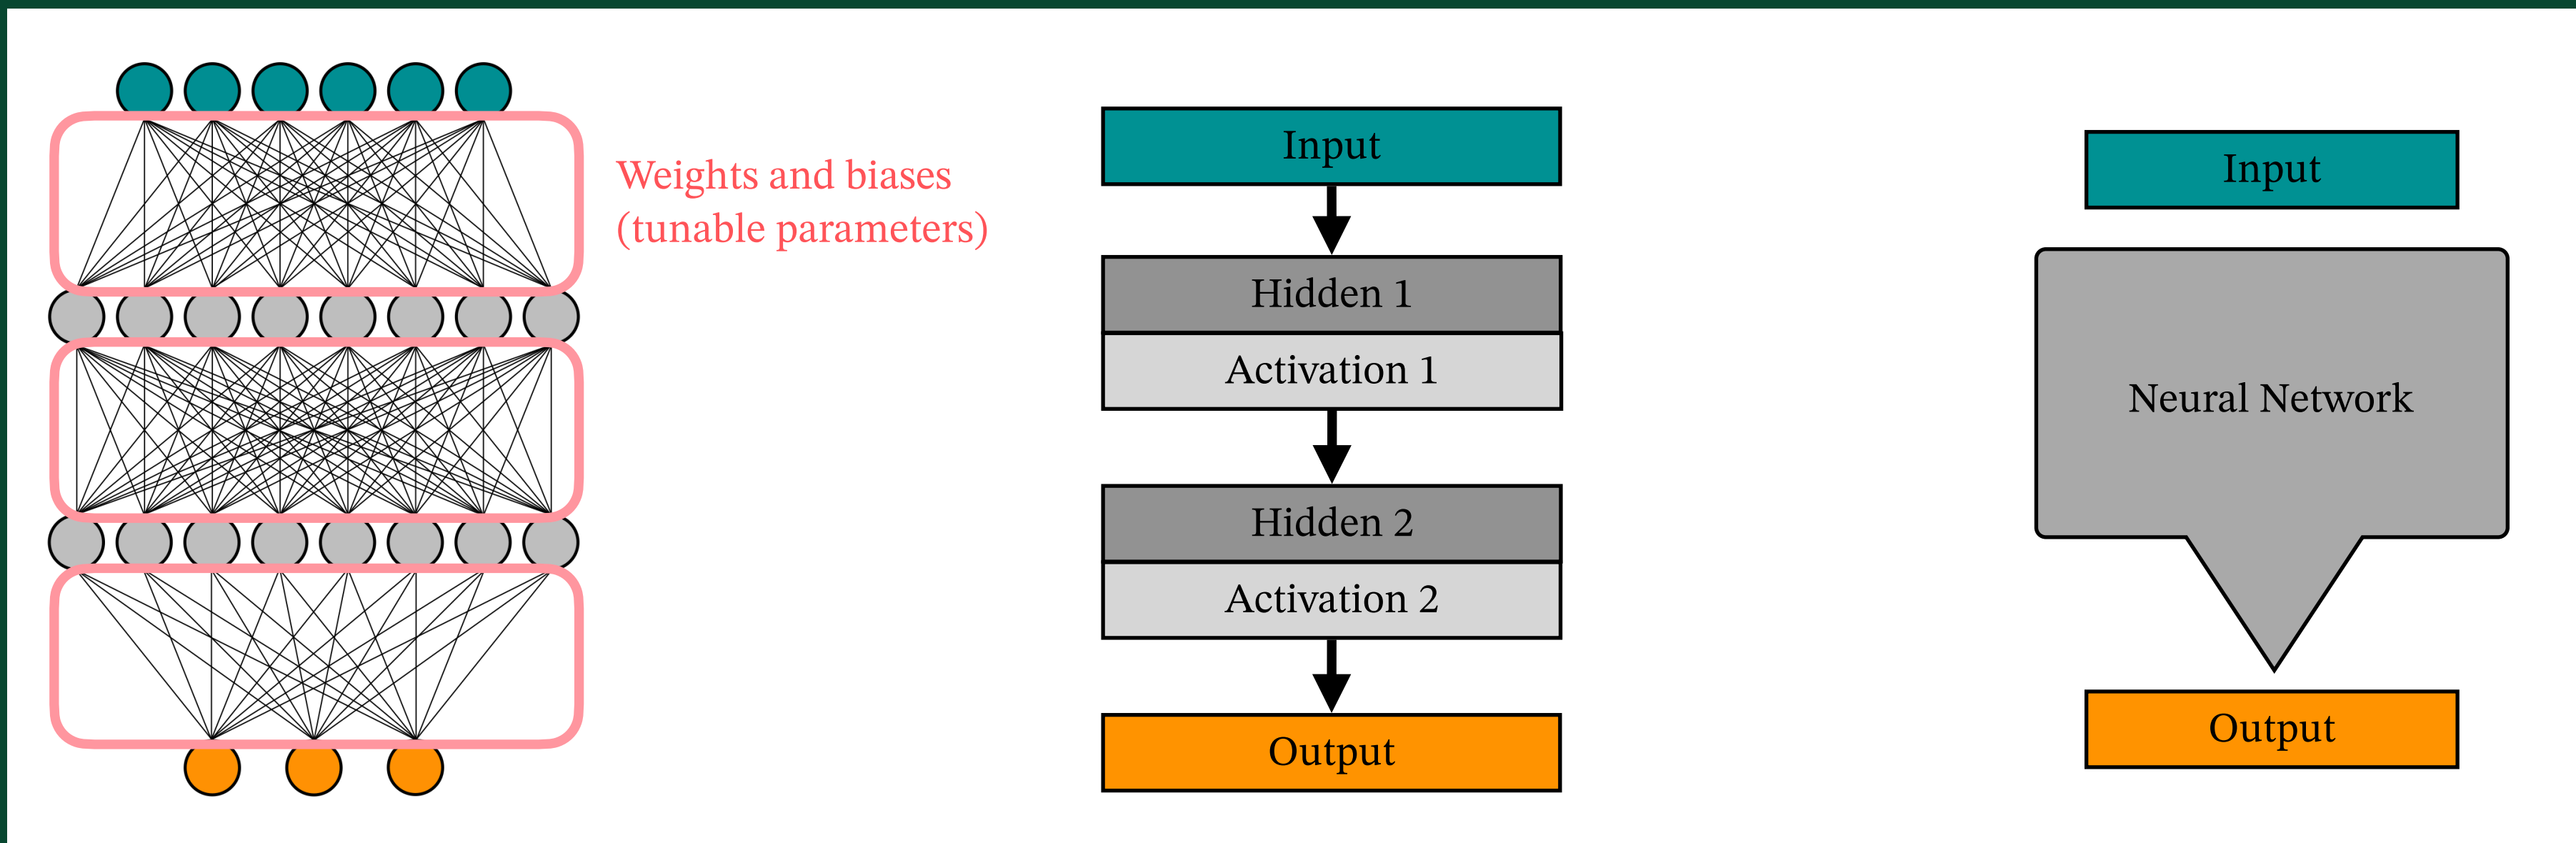 Weights and biases
(tunable parameters)
Input
Hidden 1
Activation 1
Hidden 2
Activation 2
Output
Input
Neural Network
Output